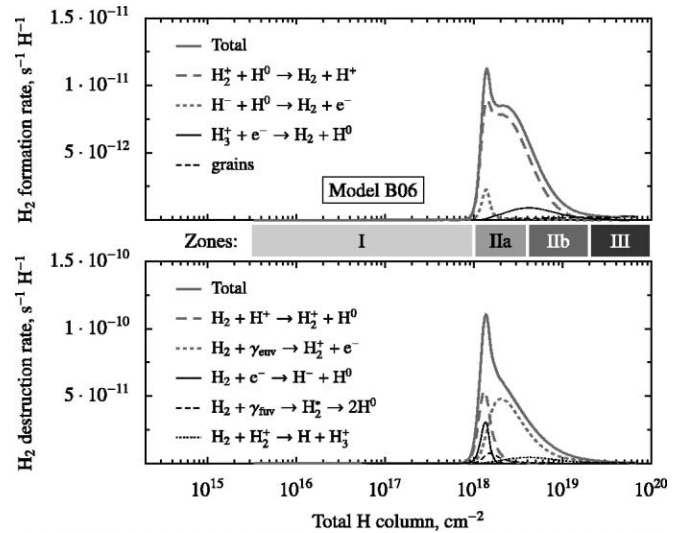 1.5·10⁻¹¹
1·10⁻¹¹
5·10⁻¹²
H₂ formation rate, s⁻¹ H⁻¹
Total
H₂⁺ + H⁰ → H₂ + H⁺
H⁻ + H⁰ → H₂ + e⁻
H₃⁺ + e⁻ → H₂ + H⁰
grains
Model B06
Zones: I IIa IIb III
1.5·10⁻¹⁰
1·10⁻¹⁰
5·10⁻¹¹
H₂ destruction rate, s⁻¹ H⁻¹
Total
H₂ + H⁺ → H₂⁺ + H⁰
H₂ + γₑᵤᵥ → H₂⁺ + e⁻
H₂ + e⁻ → H⁻ + H⁰
H₂ + γfuv → H₂* → 2H⁰
H₂ + H₂⁺ → H + H₃⁺
10¹⁵ 10¹⁶ 10¹⁷ 10¹⁸ 10¹⁹ 10²⁰
Total H column, cm⁻²